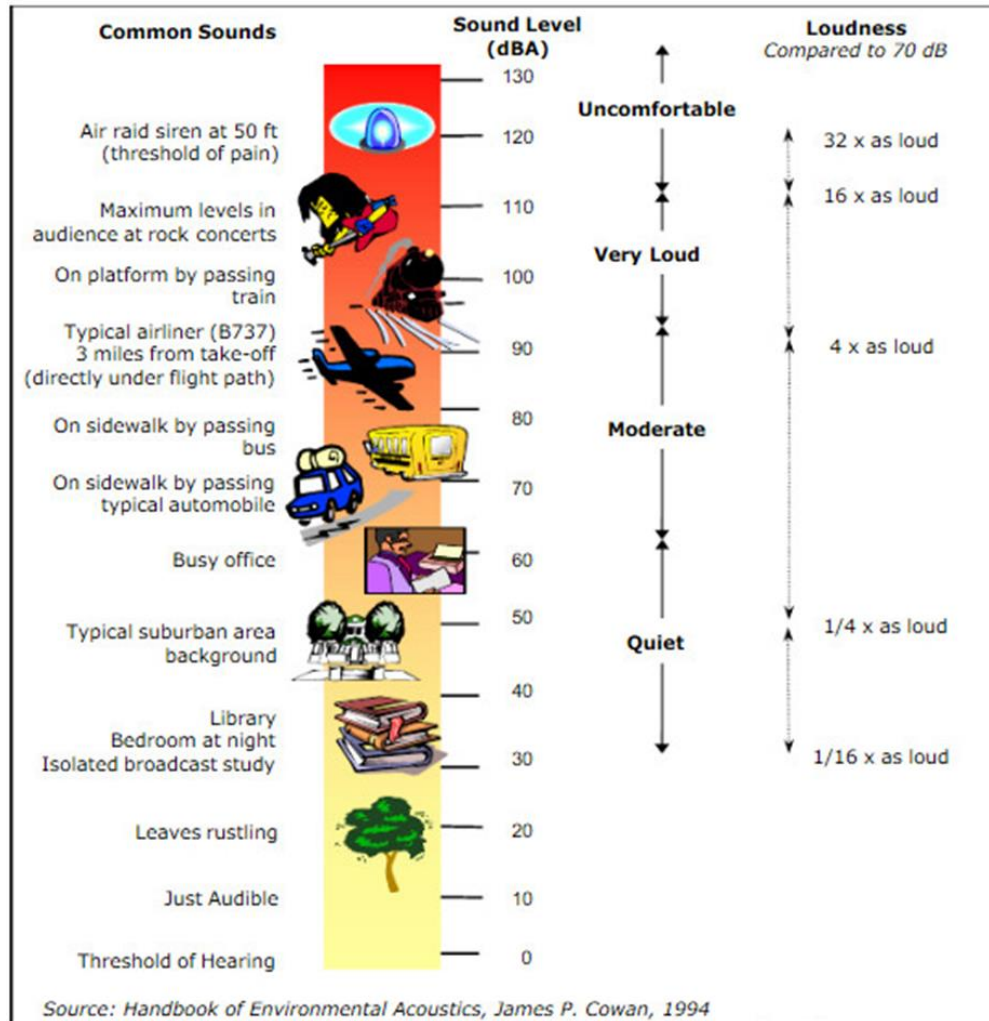 Common Sounds
Sound Level
(dBA)
Loudness
Compared to 70 dB
130
Uncomfortable
Air raid siren at 50 ft
(threshold of pain)
120
32 x as loud
16 x as loud
Maximum levels in
audience at rock concerts
110
Very Loud
On platform by passing
train
100
Typical airliner (B737)
3 miles from take-off
(directly under flight path)
90
4 x as loud
80
On sidewalk by passing
bus
Moderate
On sidewalk by passing
typical automobile
70
Busy office
60
50
1/4 x as loud
Typical suburban area
background
Quiet
40
Library
Bedroom at night
Isolated broadcast study
30
1/16 x as loud
Leaves rustling
20
Just Audible
10
Threshold of Hearing
0
Source: Handbook of Environmental Acoustics, James P. Cowan, 1994